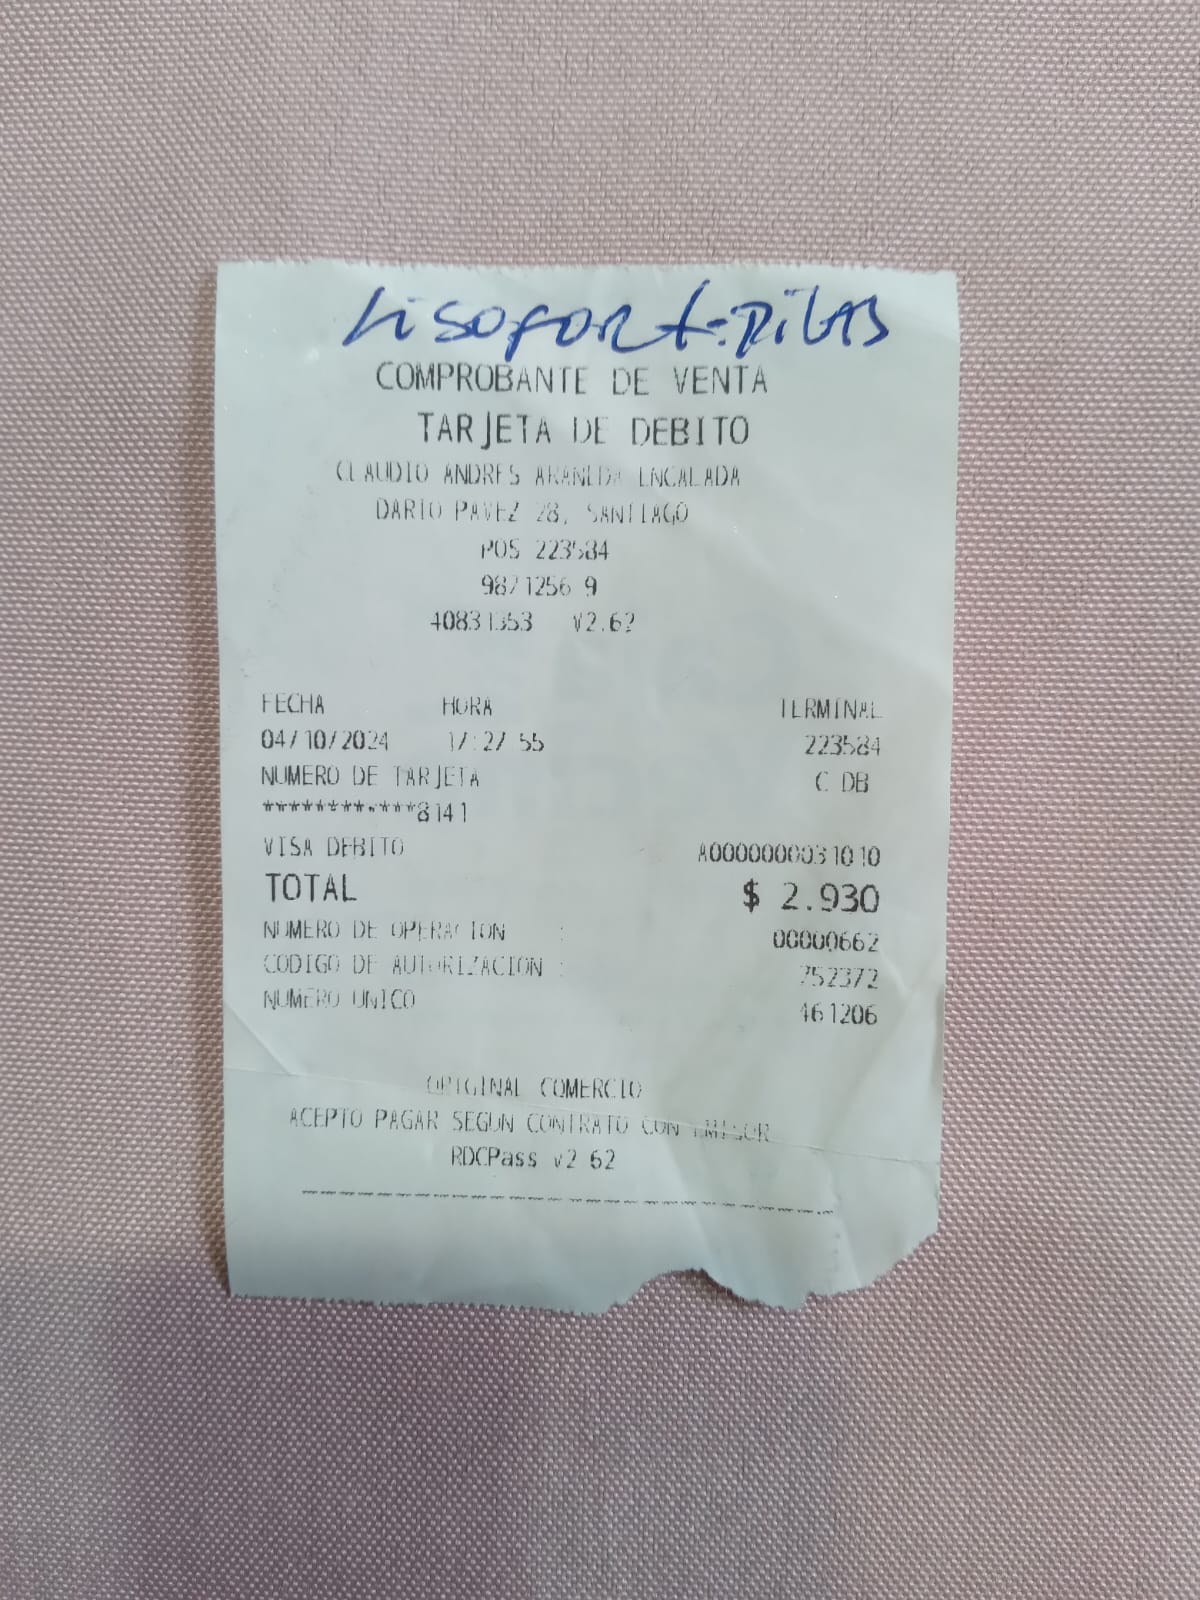 Lisofort-pilas
COMPROBANTE DE VENTA
TARJETA DE DEBITO
CLAUDIO ANDRES ARANEDA ENCALADA
DARIO PAVEZ 28, SANTIAGO
POS 223584
9871256 9
40831353 V2.62
FECHA HORA TERMINAL
04/10/2024 17:27 55 223584
NUMERO DE TARJETA C DB
************8141
VISA DEBITO A0000000031010
TOTAL $ 2.930
NUMERO DE OPERACION : 00000662
CODIGO DE AUTORIZACION : 252372
NUMERO UNICO 461206
ORIGINAL COMERCIO
ACEPTO PAGAR SEGUN CONTRATO CON EMISOR
RDCPass v2 62